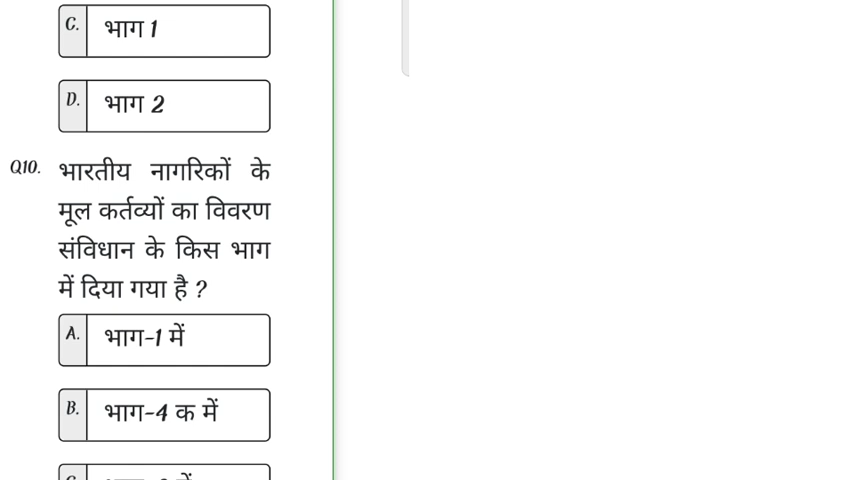 C. भाग 1
D. भाग 2
Q10. भारतीय नागरिकों के
मूल कर्तव्यों का विवरण
संविधान के किस भाग
में दिया गया है ?
A. भाग-1 में
B. भाग-4 क में